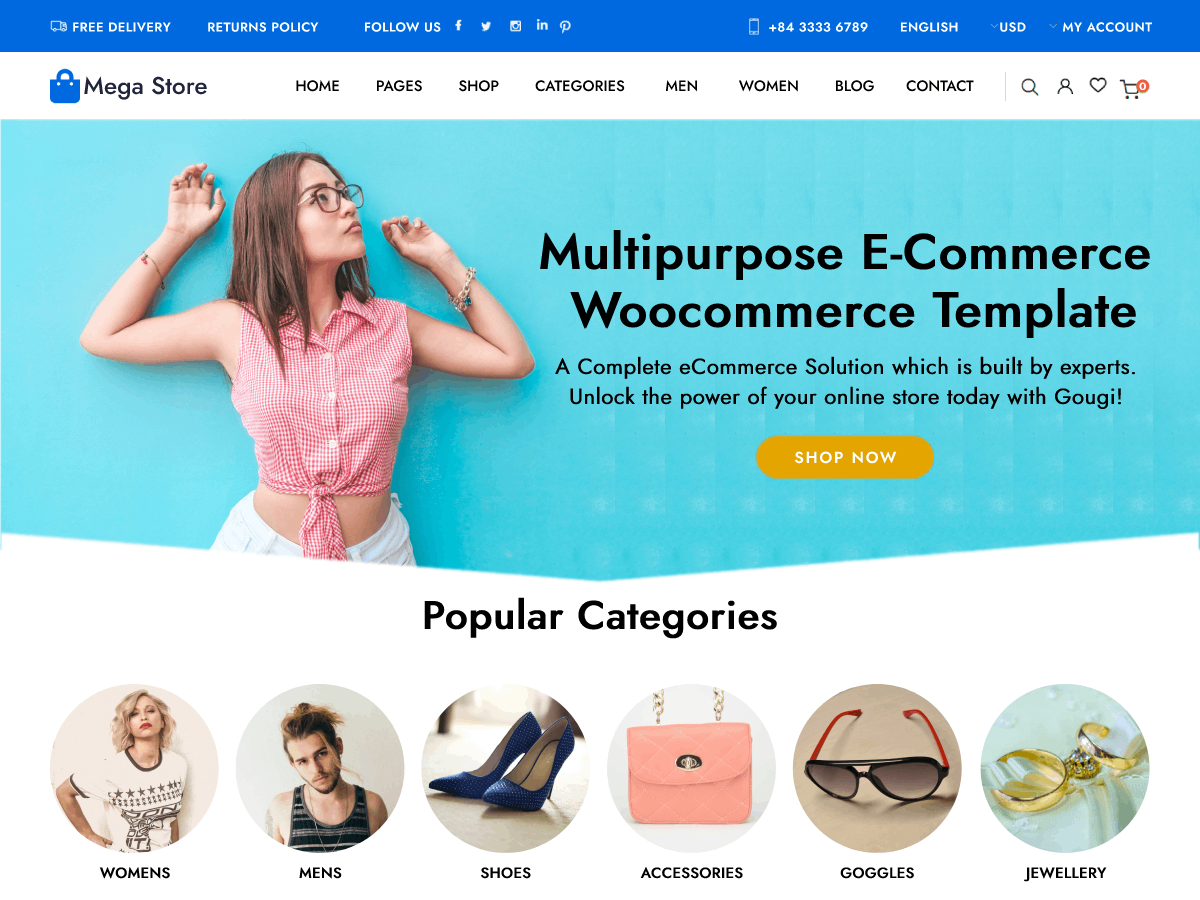 FREE DELIVERY RETURNS POLICY FOLLOW US +84 3333 6789 ENGLISH USD MY ACCOUNT
Mega Store HOME PAGES SHOP CATEGORIES MEN WOMEN BLOG CONTACT 0
Multipurpose E-Commerce
Woocommerce Template
A Complete eCommerce Solution which is built by experts.
Unlock the power of your online store today with Gougi!
SHOP NOW
Popular Categories
WOMENS MENS SHOES ACCESSORIES GOGGLES JEWELLERY